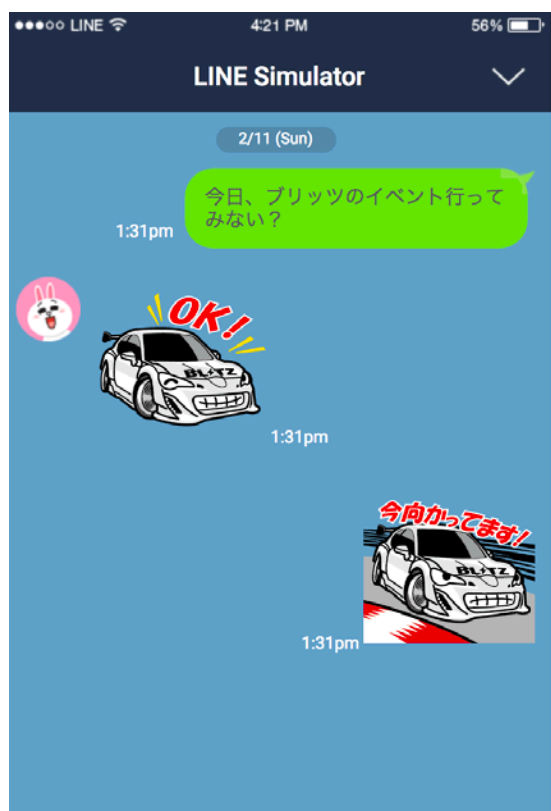 ●●●○○ LINE 4:21 PM 56%
LINE Simulator
2/11 (Sun)
今日、ブリッツのイベント行って
みない？
1:31pm
OK!
BLITZ
1:31pm
今向かってます!
BLITZ
1:31pm